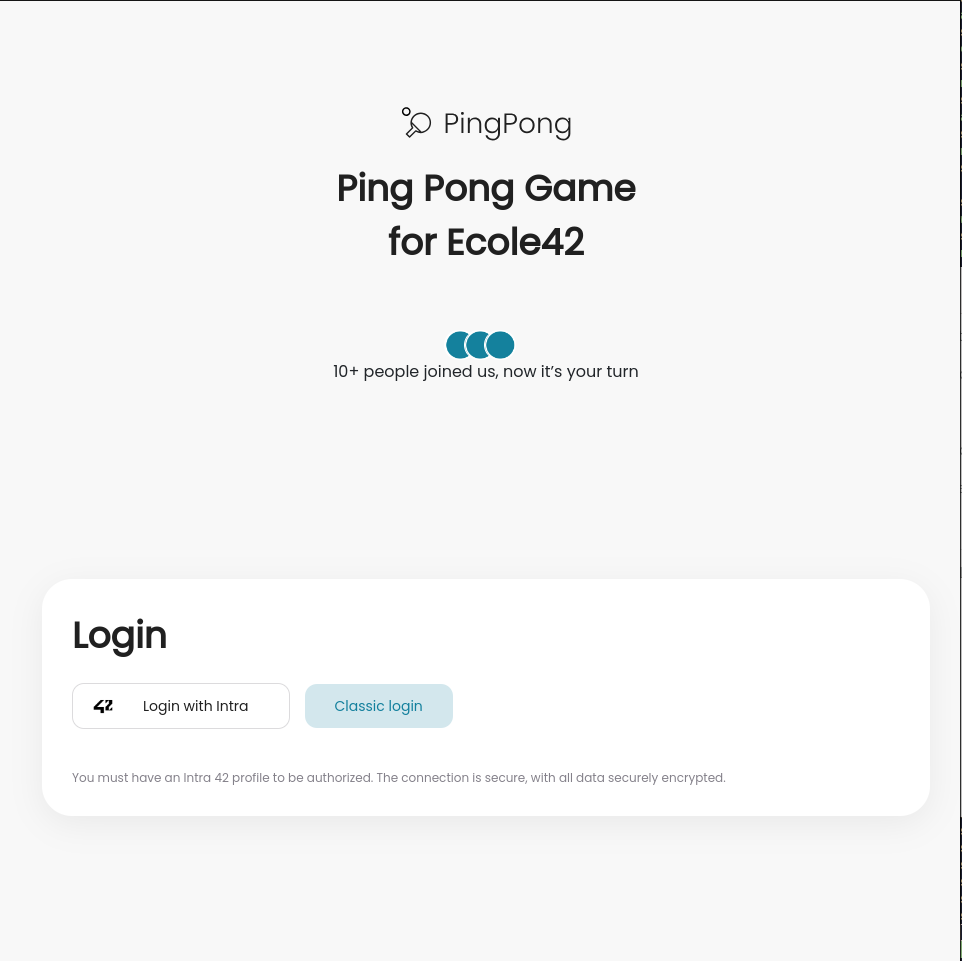 PingPong
Ping Pong Game
for Ecole42
10+ people joined us, now it’s your turn
Login
42 Login with Intra
Classic login
You must have an Intra 42 profile to be authorized. The connection is secure, with all data securely encrypted.